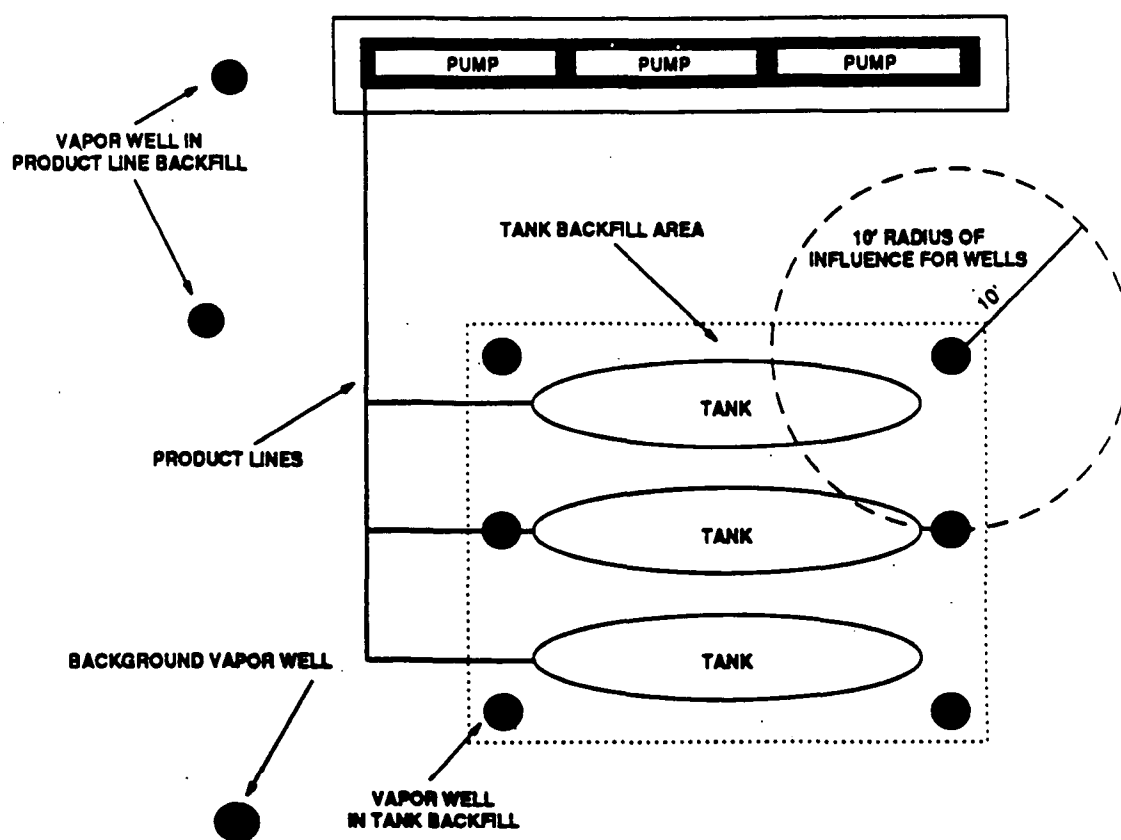 PUMP
PUMP
PUMP
VAPOR WELL IN
PRODUCT LINE BACKFILL
TANK BACKFILL AREA
10' RADIUS OF
INFLUENCE FOR WELLS
10'
TANK
PRODUCT LINES
TANK
BACKGROUND VAPOR WELL
TANK
VAPOR WELL
IN TANK BACKFILL